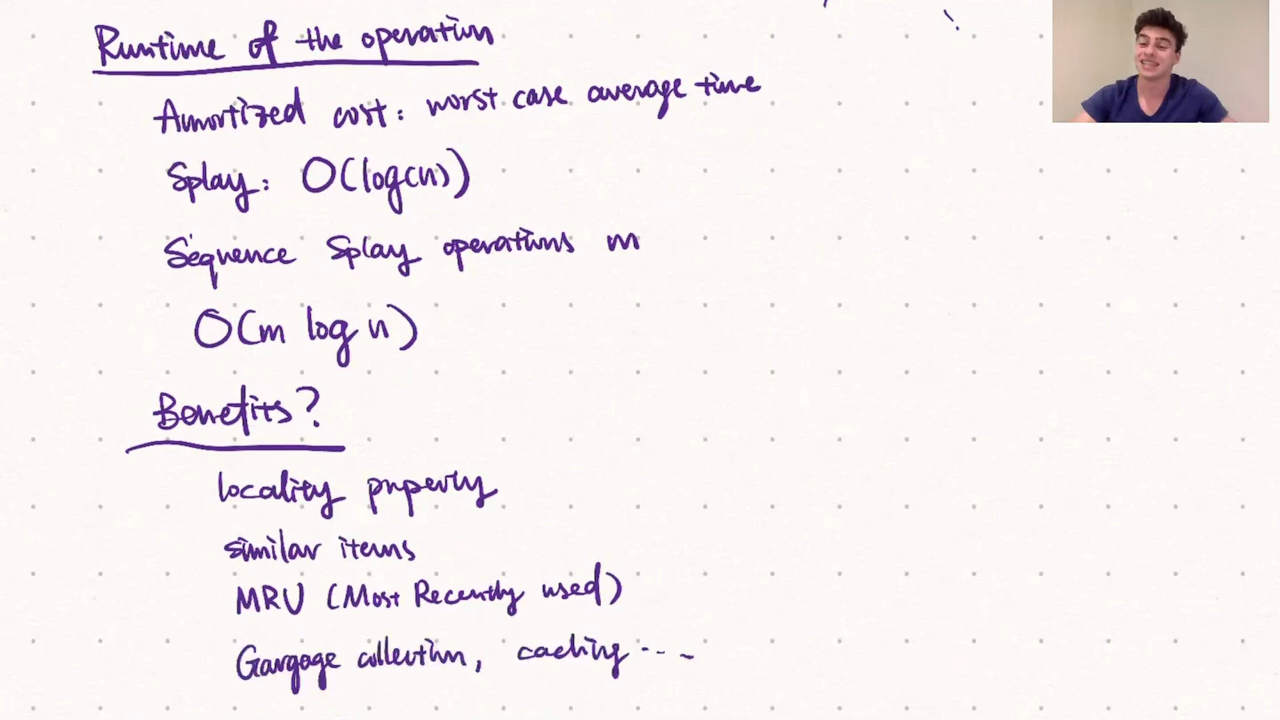 Runtime of the operation
Amortized cost: worst case average time
Splay: O(log(n))
Sequence Splay operations m
O(m log n)
Benefits?
locality property
similar items
MRU (Most Recently used)
Gargage collection, caching ...